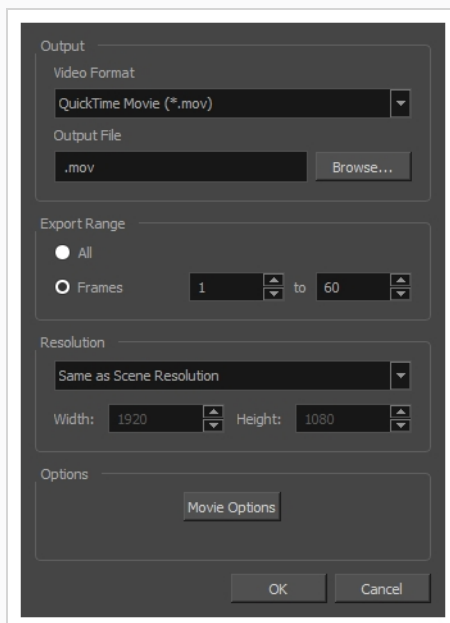 Output
Video Format
QuickTime Movie (*.mov)
Output File
.mov Browse...
Export Range
All
Frames 1 to 60
Resolution
Same as Scene Resolution
Width: 1920 Height: 1080
Options
Movie Options
OK Cancel